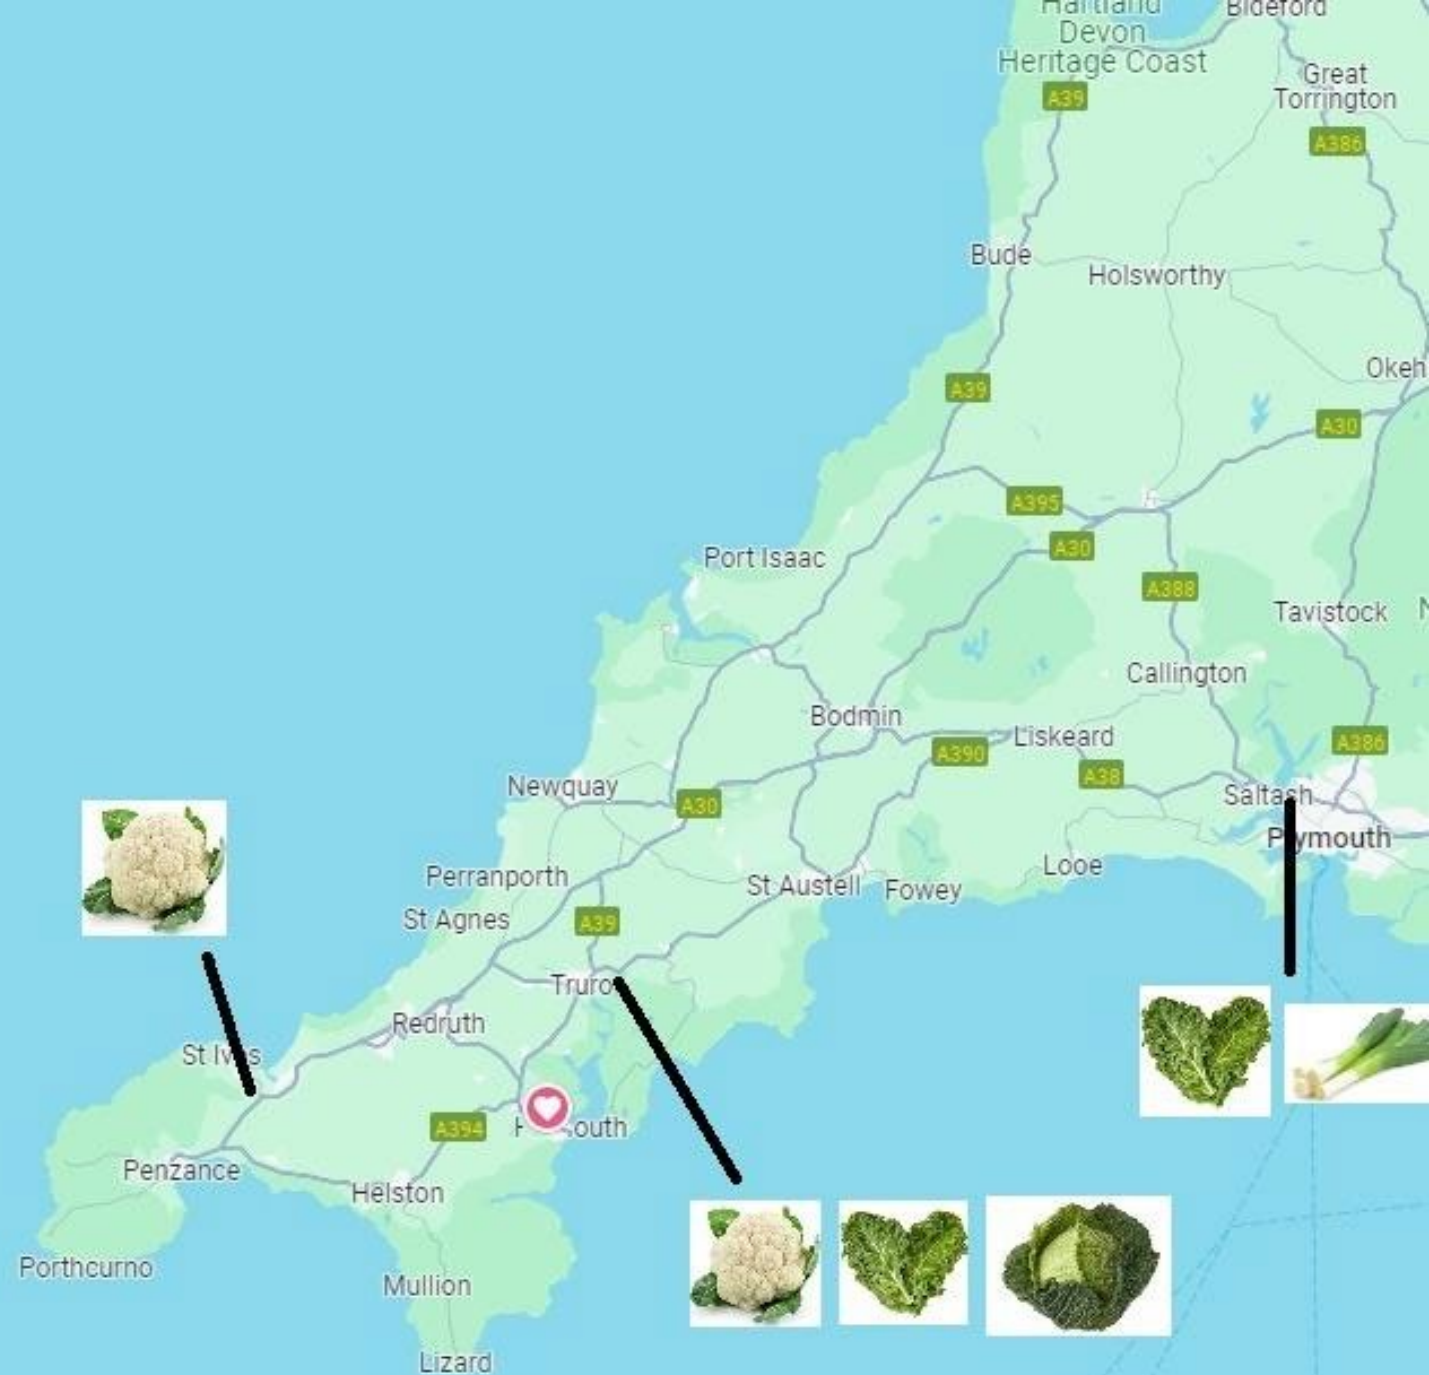 Hartland
Devon
Heritage Coast
Bideford
Great
Torrington
A39
A386
Bude
Holsworthy
Okeh
A39
A30
A395
A30
Port Isaac
A388
Tavistock
N
Callington
Bodmin
Liskeard
A390
A386
A38
Newquay
A30
Saltash
Plymouth
Looe
Perranporth
St Austell
Fowey
St Agnes
A39
Truro
Redruth
St Ives
A394
Penzance
Helston
Porthcurno
Mullion
Lizard